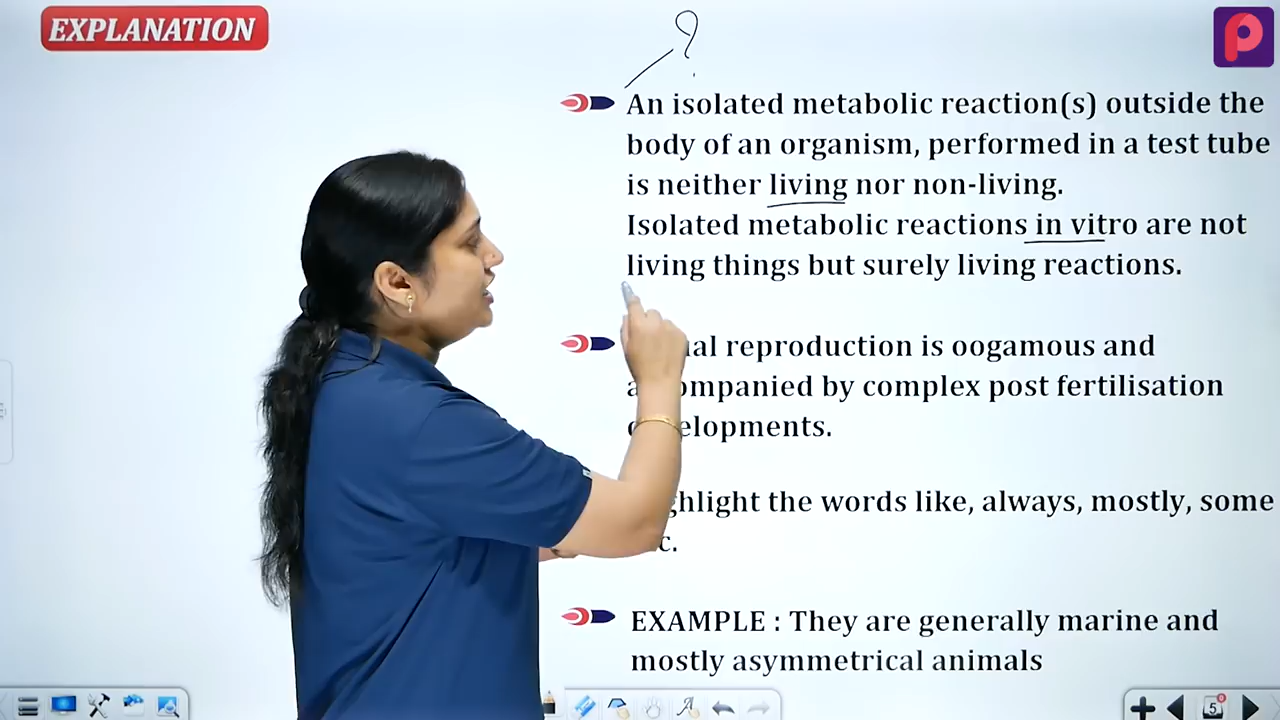 EXPLANATION
An isolated metabolic reaction(s) outside the
body of an organism, performed in a test tube
is neither living nor non-living.
Isolated metabolic reactions in vitro are not
living things but surely living reactions.
reproduction is oogamous and
by complex post fertilisation
the words like, always, mostly, some
EXAMPLE : They are generally marine and
mostly asymmetrical animals
5